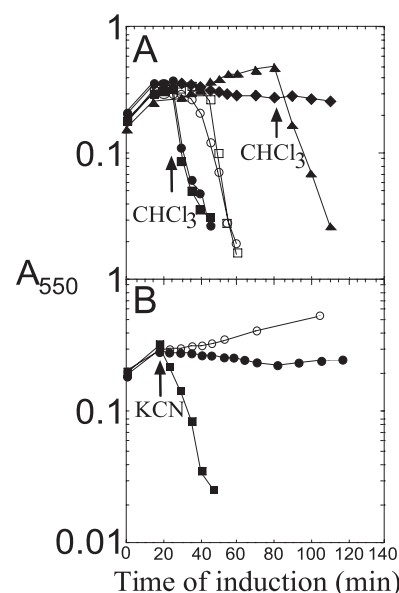 1
A
0.1
CHCl3
CHCl3
1
A550
B
0.1
KCN
0.01
0 20 40 60 80 100 120 140
Time of induction (min)